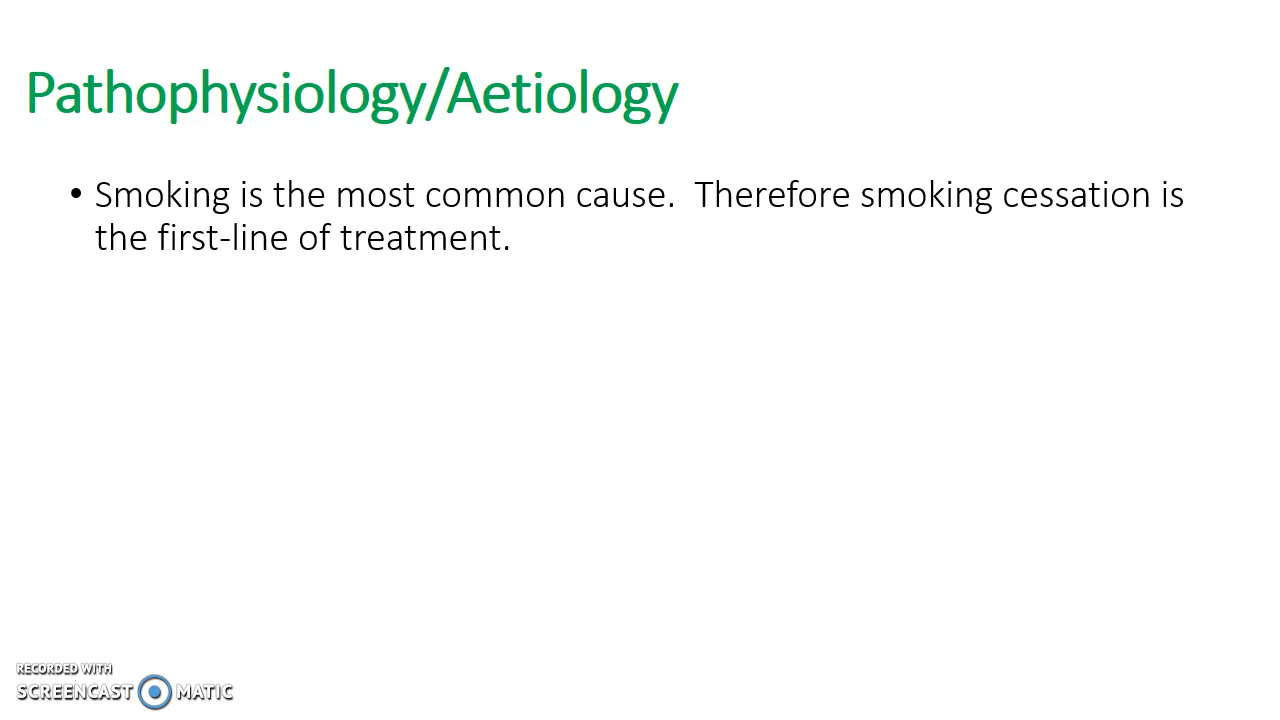 Pathophysiology/Aetiology
• Smoking is the most common cause.  Therefore smoking cessation is
the first-line of treatment.
RECORDED WITH
SCREENCAST MATIC